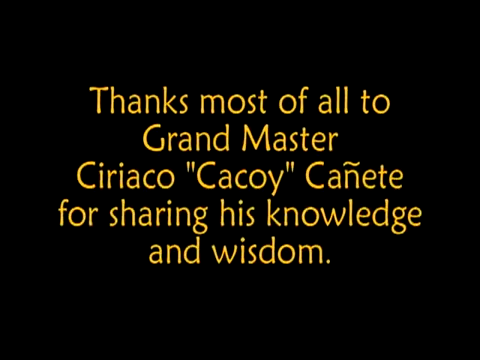 Thanks most of all to
Grand Master
Ciriaco "Cacoy" Cañete
for sharing his knowledge
and wisdom.